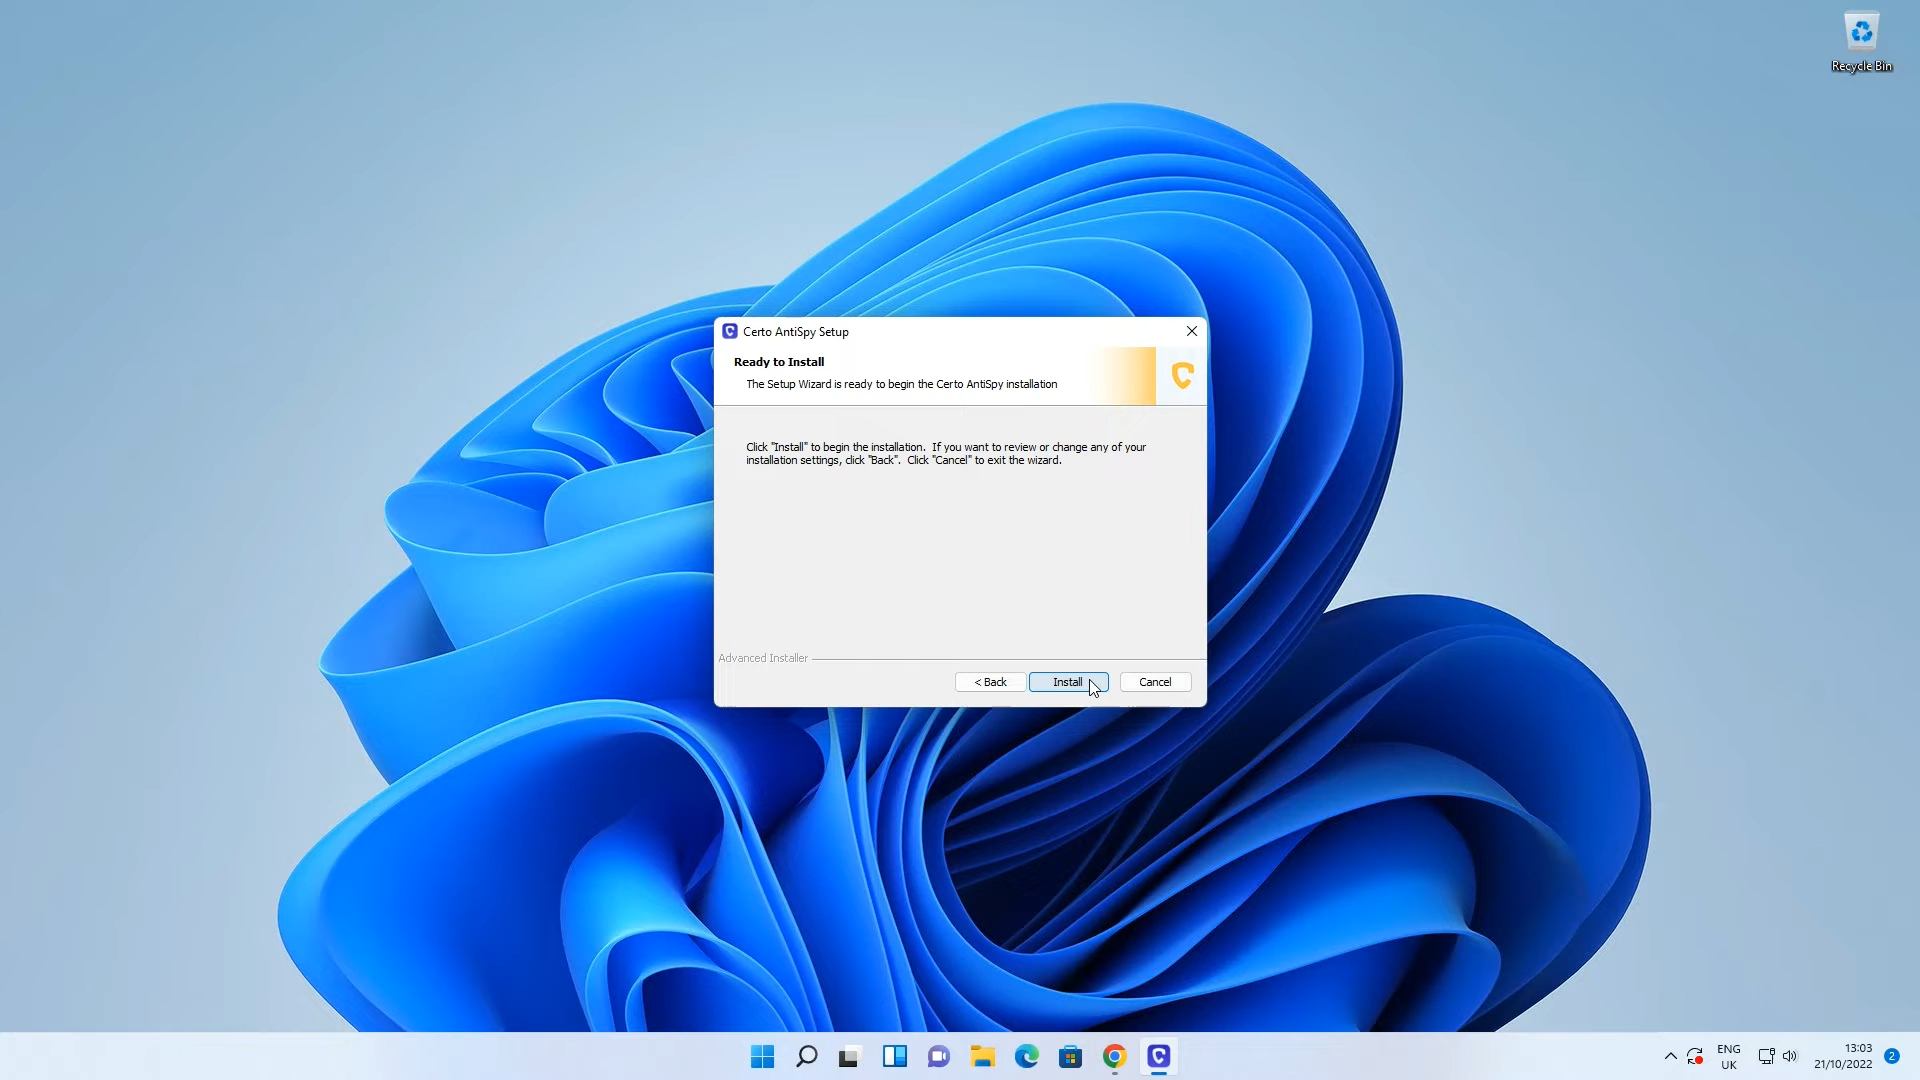 Recycle Bin
Certo AntiSpy Setup
Ready to Install
The Setup Wizard is ready to begin the Certo AntiSpy installation
Click "Install" to begin the installation.  If you want to review or change any of your
installation settings, click "Back".  Click "Cancel" to exit the wizard.
Advanced Installer
< Back
Install
Cancel
ENG
UK
13:03
21/10/2022
2